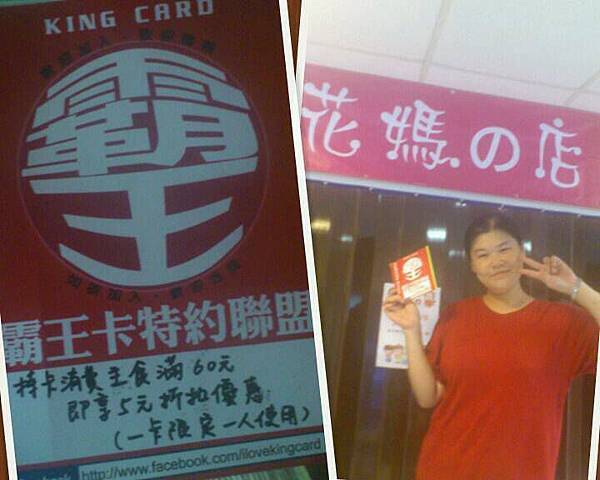 KING CARD
霸王
霸王卡特約聯盟
持卡消費主食滿60元
即享5元折扣優惠
(一卡限定一人使用)
http://www.facebook.com/ilovekingcard
花媽の店